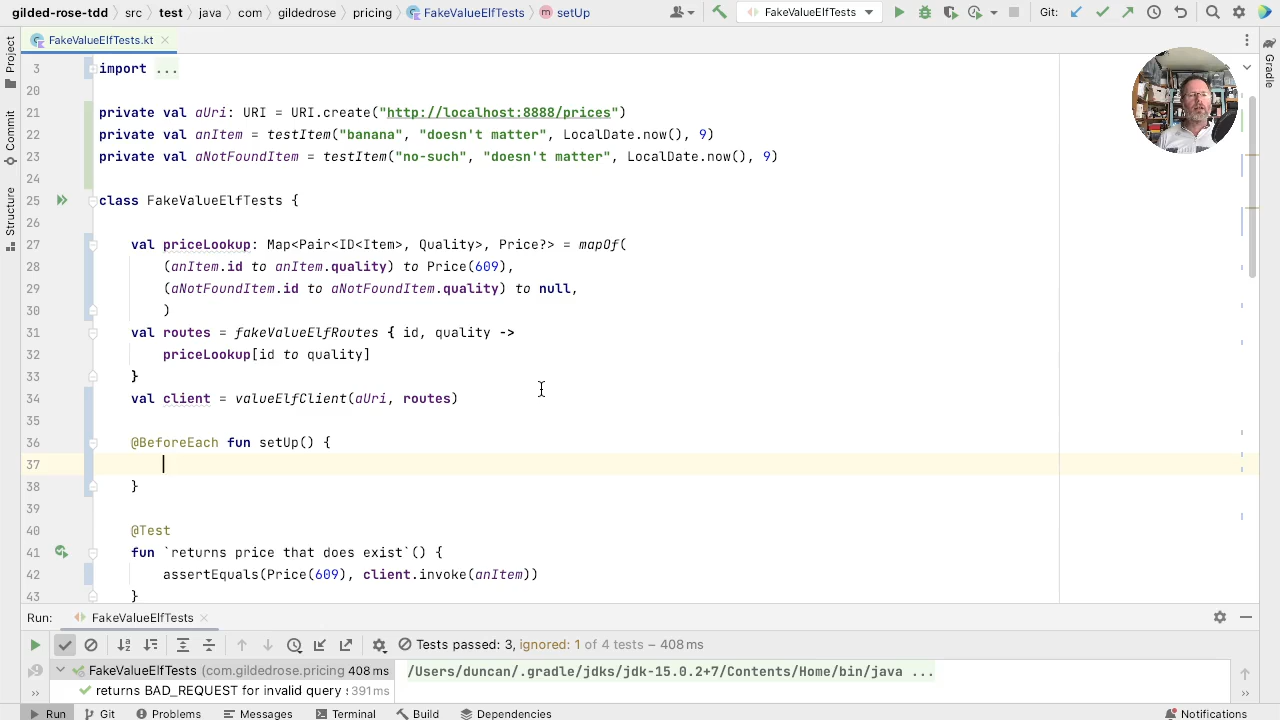 gilded-rose-tdd › src › test › java › com › gildedrose › pricing › FakeValueElfTests › setUp
FakeValueElfTests
Git:
FakeValueElfTests.kt
Project
Commit
Structure
Gradle
3 import ...
20
21 private val aUri: URI = URI.create("http://localhost:8888/prices")
22 private val anItem = testItem("banana", "doesn't matter", LocalDate.now(), 9)
23 private val aNotFoundItem = testItem("no-such", "doesn't matter", LocalDate.now(), 9)
24
25 class FakeValueElfTests {
26
27 val priceLookup: Map<Pair<ID<Item>, Quality>, Price?> = mapOf(
28 (anItem.id to anItem.quality) to Price(609),
29 (aNotFoundItem.id to aNotFoundItem.quality) to null,
30 )
31 val routes = fakeValueElfRoutes { id, quality ->
32 priceLookup[id to quality]
33 }
34 val client = valueElfClient(aUri, routes)
35
36 @BeforeEach fun setUp() {
37
38 }
39
40 @Test
41 fun `returns price that does exist`() {
42 assertEquals(Price(609), client.invoke(anItem))
43 }
Run: FakeValueElfTests
Tests passed: 3, ignored: 1 of 4 tests – 408 ms
FakeValueElfTests (com.gildedrose.pricing 408 ms
/Users/duncan/.gradle/jdks/jdk-15.0.2+7/Contents/Home/bin/java ...
returns BAD_REQUEST for invalid query 391 ms
Run Git Problems Messages Terminal Build Dependencies Notifications